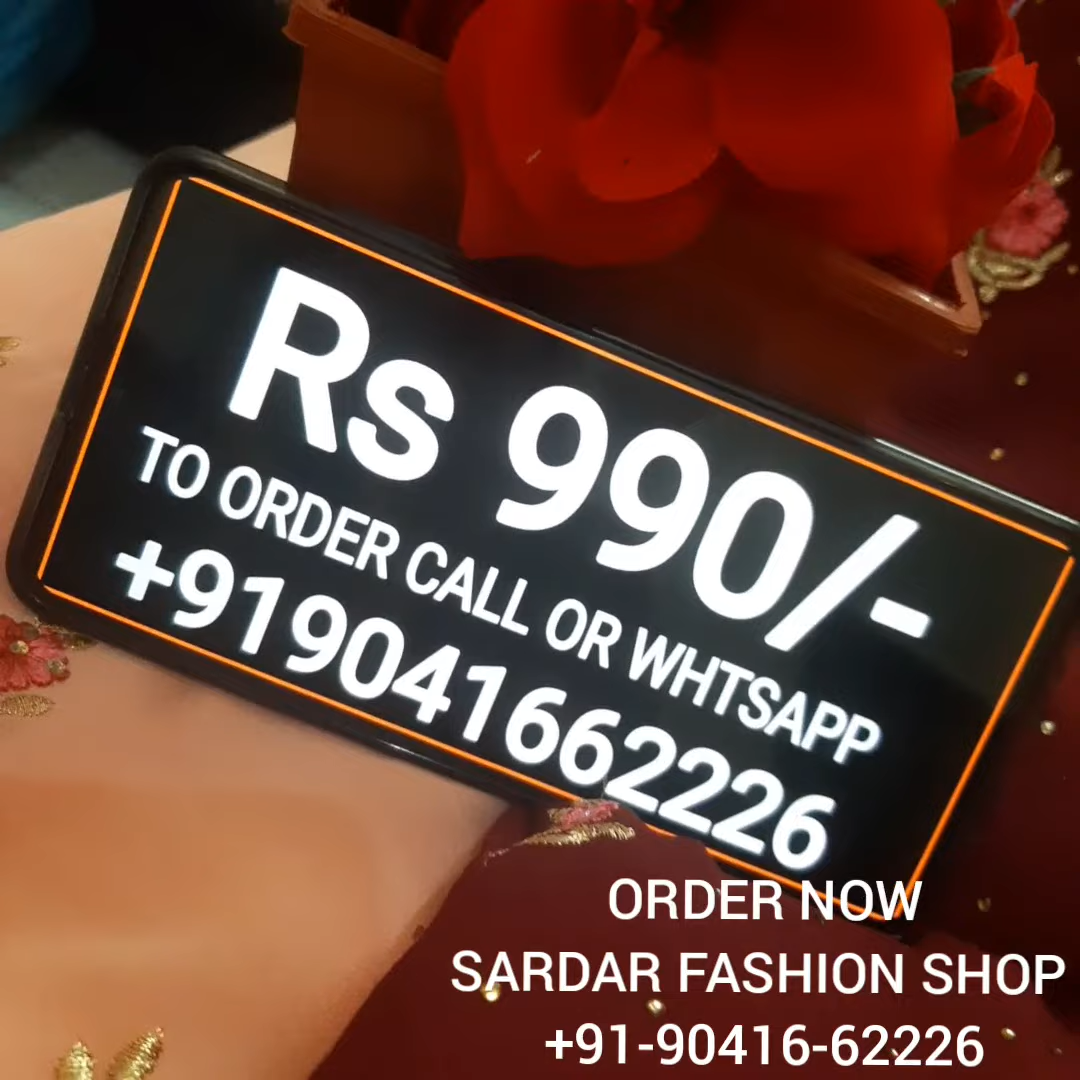 Rs 990/-
TO ORDER CALL OR WHTSAPP
+919041662226
ORDER NOW
SARDAR FASHION SHOP
+91-90416-62226